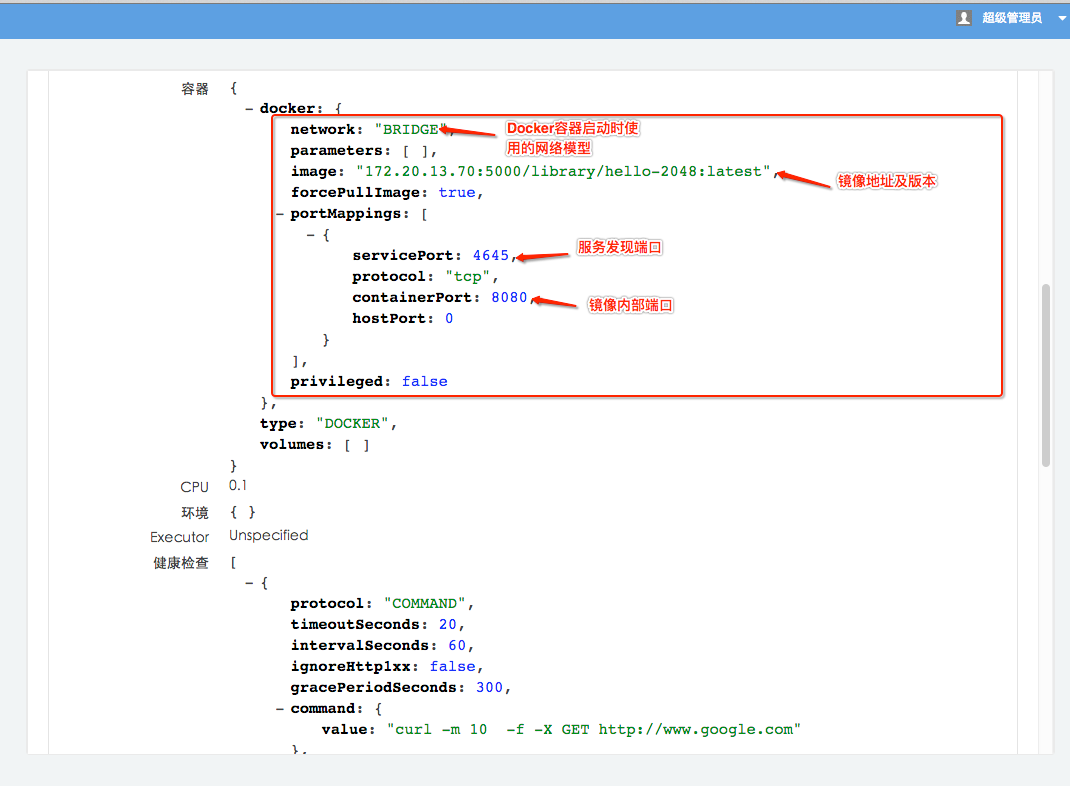 超级管理员
容器 {
– docker: {
network: "BRIDGE",
Docker容器启动时使
用的网络模型
parameters: [ ],
image: "172.20.13.70:5000/library/hello-2048:latest",
镜像地址及版本
forcePullImage: true,
– portMappings: [
– {
servicePort: 4645,
服务发现端口
protocol: "tcp",
containerPort: 8080,
镜像内部端口
hostPort: 0
}
],
privileged: false
},
type: "DOCKER",
volumes: [ ]
}
CPU 0.1
环境 { }
Executor Unspecified
健康检查 [
– {
protocol: "COMMAND",
timeoutSeconds: 20,
intervalSeconds: 60,
ignoreHttp1xx: false,
gracePeriodSeconds: 300,
– command: {
value: "curl -m 10  -f -X GET http://www.google.com"
},